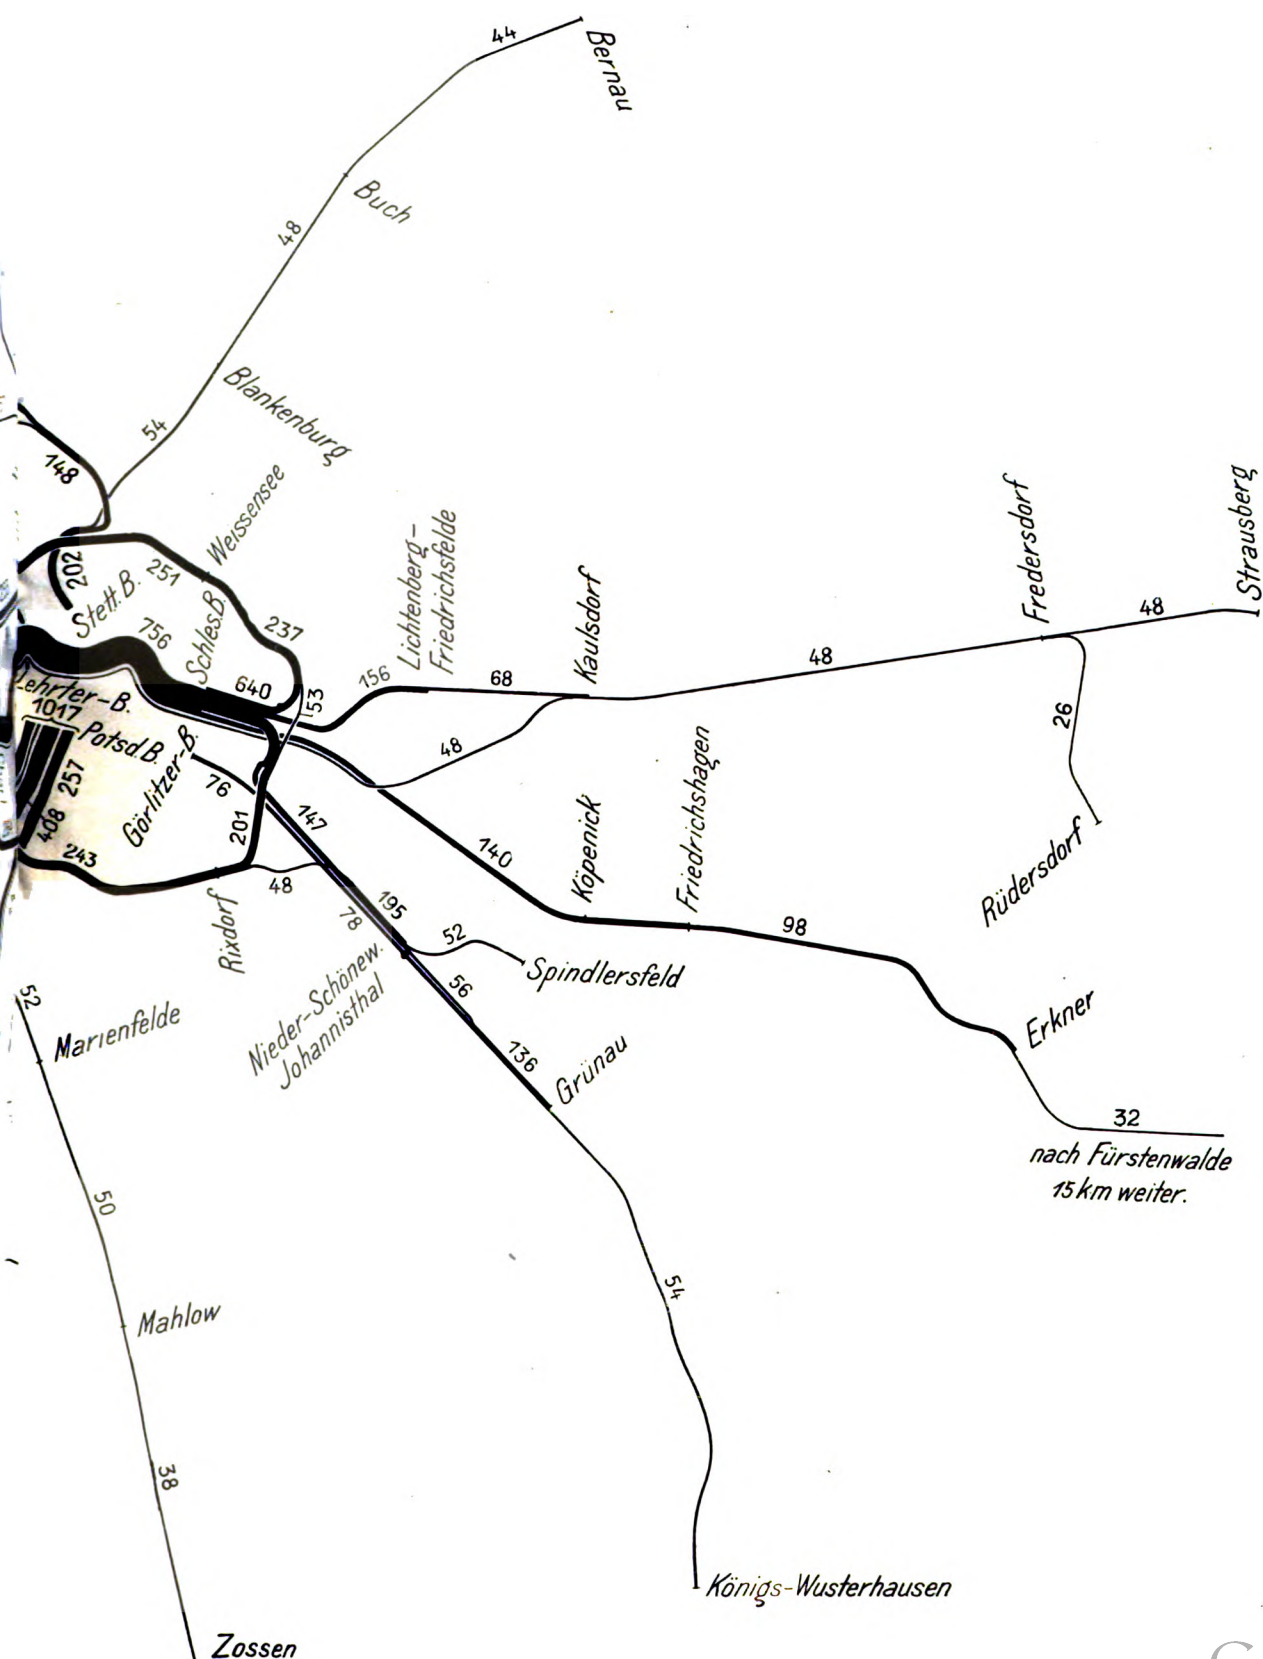 44
Bernau
Buch
48
Blankenburg
54
148
Weissensee
202
251
Stett. B.
756
Schles. B.
237
640
53
156
Lichtenberg-
Friedrichsfelde
68
Kaulsdorf
48
48
Fredersdorf
48
Strausberg
26
Rüdersdorf
Lehrter-B.
1017
Potsd. B.
257
408
Görlitzer-B.
76
201
147
243
Rixdorf
48
78
195
140
Köpenick
Friedrichshagen
98
Erkner
32
nach Fürstenwalde
15 km weiter.
52
Spindlersfeld
Nieder-Schönew.
Johannisthal
56
136
Grünau
54
Königs-Wusterhausen
52
Marienfelde
50
Mahlow
38
Zossen